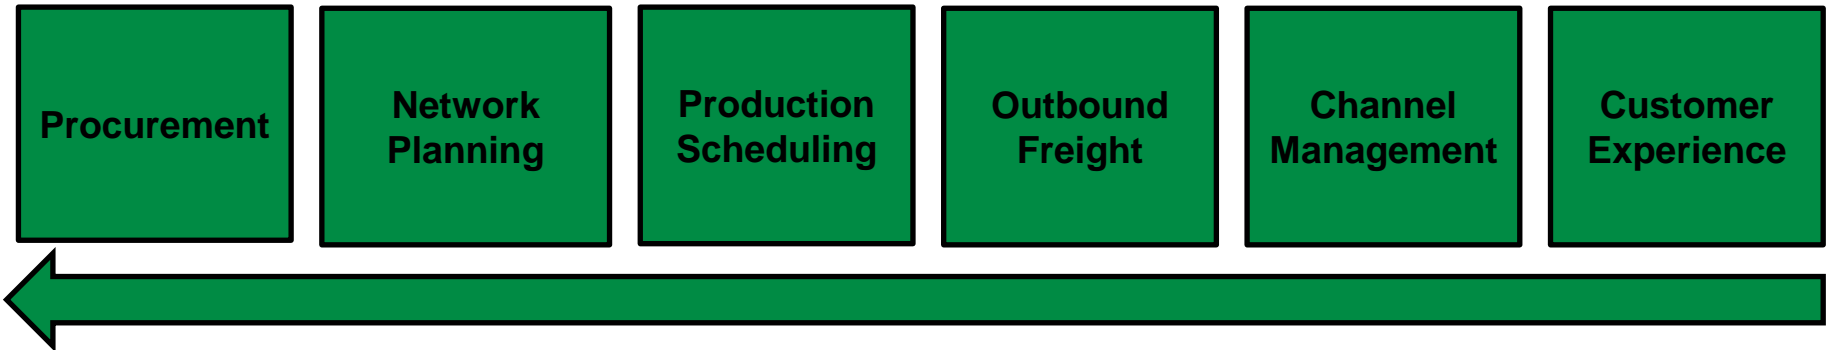 Procurement
Network
Planning
Production
Scheduling
Outbound
Freight
Channel
Management
Customer
Experience